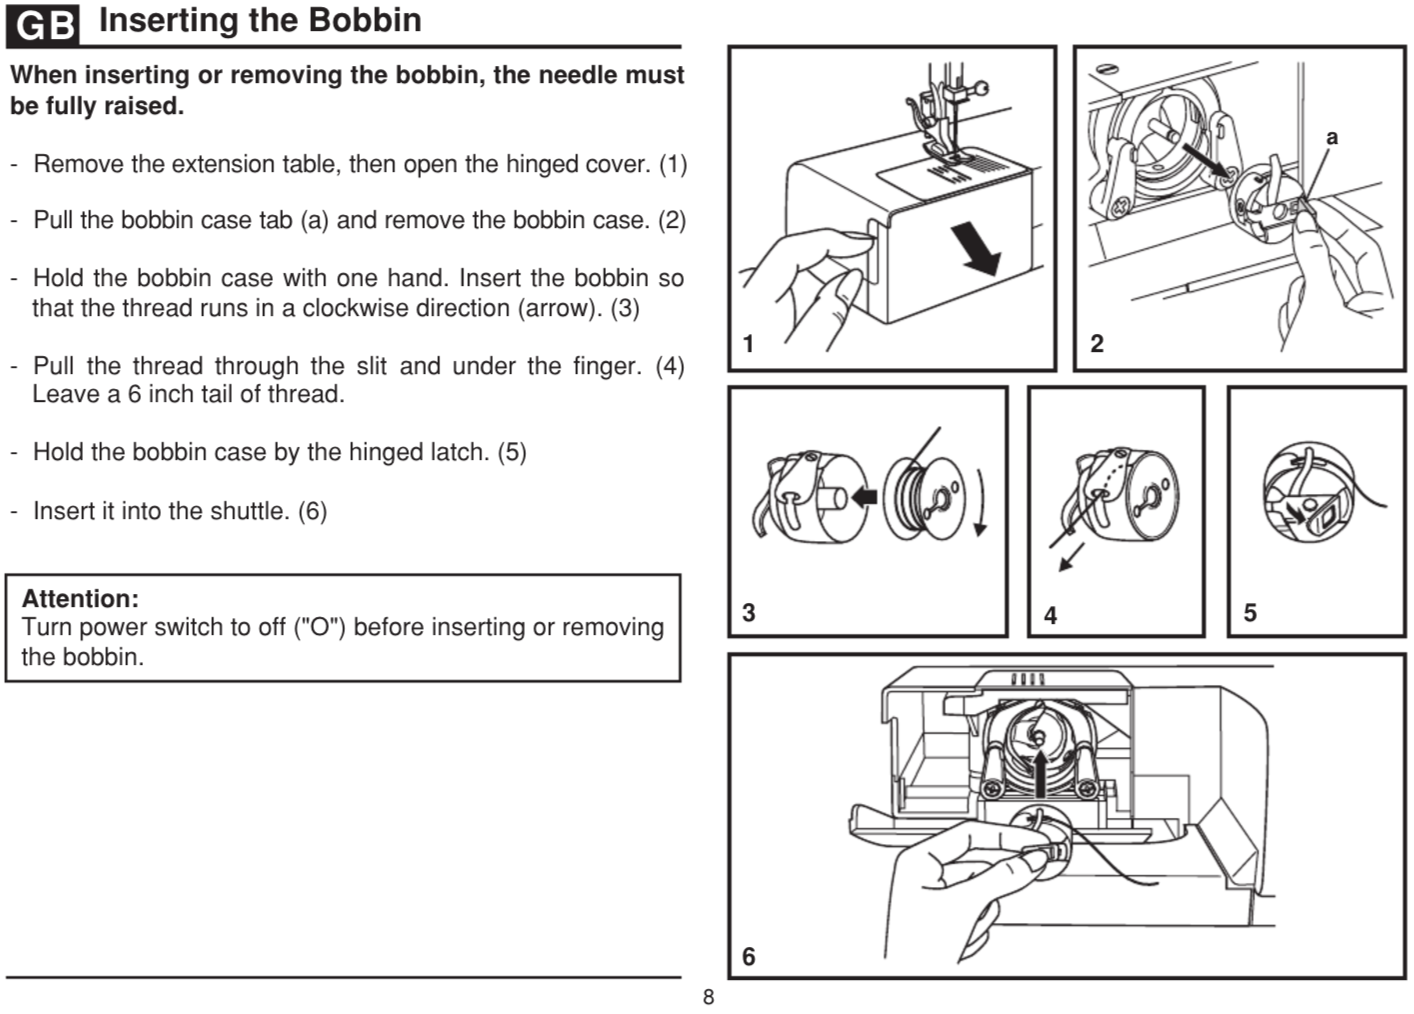 GB Inserting the Bobbin
When inserting or removing the bobbin, the needle must
be fully raised.
- Remove the extension table, then open the hinged cover. (1)
- Pull the bobbin case tab (a) and remove the bobbin case. (2)
- Hold the bobbin case with one hand. Insert the bobbin so
that the thread runs in a clockwise direction (arrow). (3)
- Pull the thread through the slit and under the finger. (4)
Leave a 6 inch tail of thread.
- Hold the bobbin case by the hinged latch. (5)
- Insert it into the shuttle. (6)
Attention:
Turn power switch to off ("O") before inserting or removing
the bobbin.
1
a
2
3
4
5
6
8